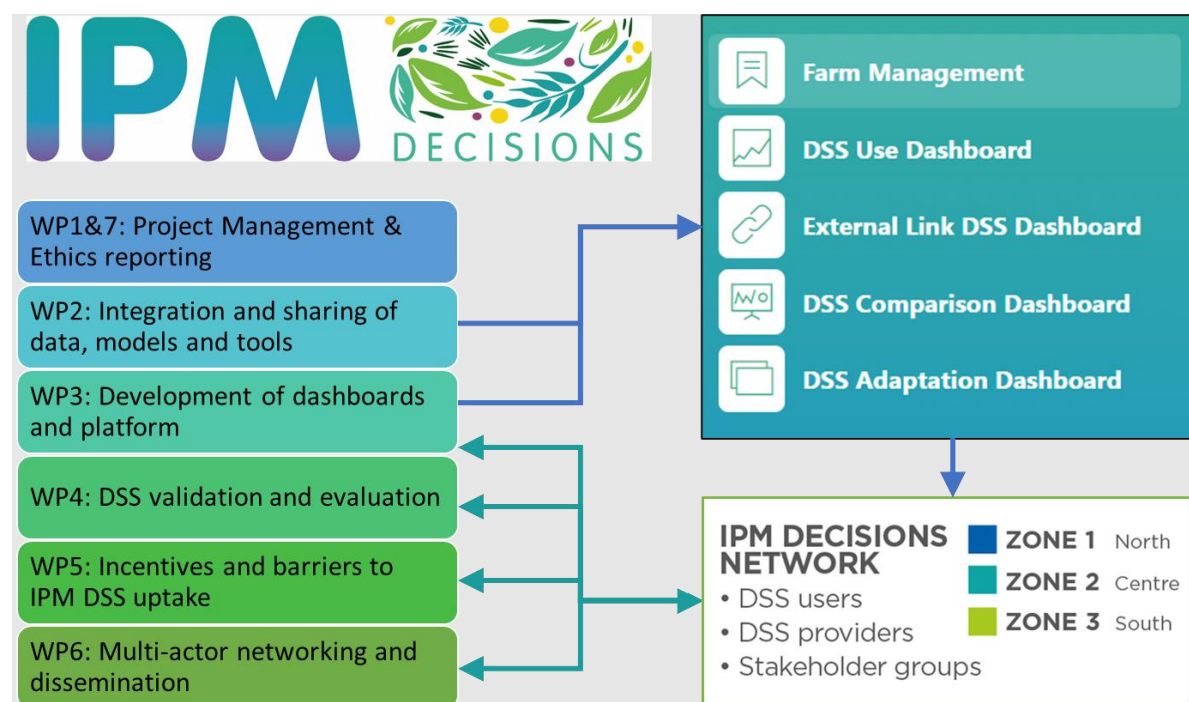 IPM
DECISIONS
WP1&7: Project Management &
Ethics reporting
WP2: Integration and sharing of
data, models and tools
WP3: Development of dashboards
and platform
WP4: DSS validation and evaluation
WP5: Incentives and barriers to
IPM DSS uptake
WP6: Multi-actor networking and
dissemination
Farm Management
DSS Use Dashboard
External Link DSS Dashboard
DSS Comparison Dashboard
DSS Adaptation Dashboard
IPM DECISIONS
NETWORK
• DSS users
• DSS providers
• Stakeholder groups
ZONE 1 North
ZONE 2 Centre
ZONE 3 South